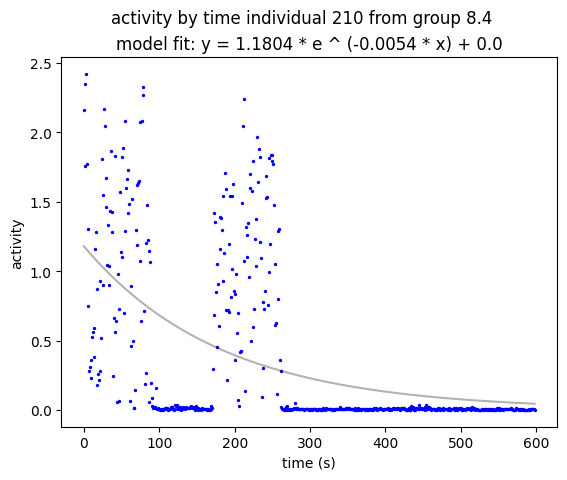 activity by time individual 210 from group 8.4
model fit: y = 1.1804 * e ^ (-0.0054 * x) + 0.0
2.5
2.0
1.5
1.0
0.5
0.0
activity
0 100 200 300 400 500 600
time (s)